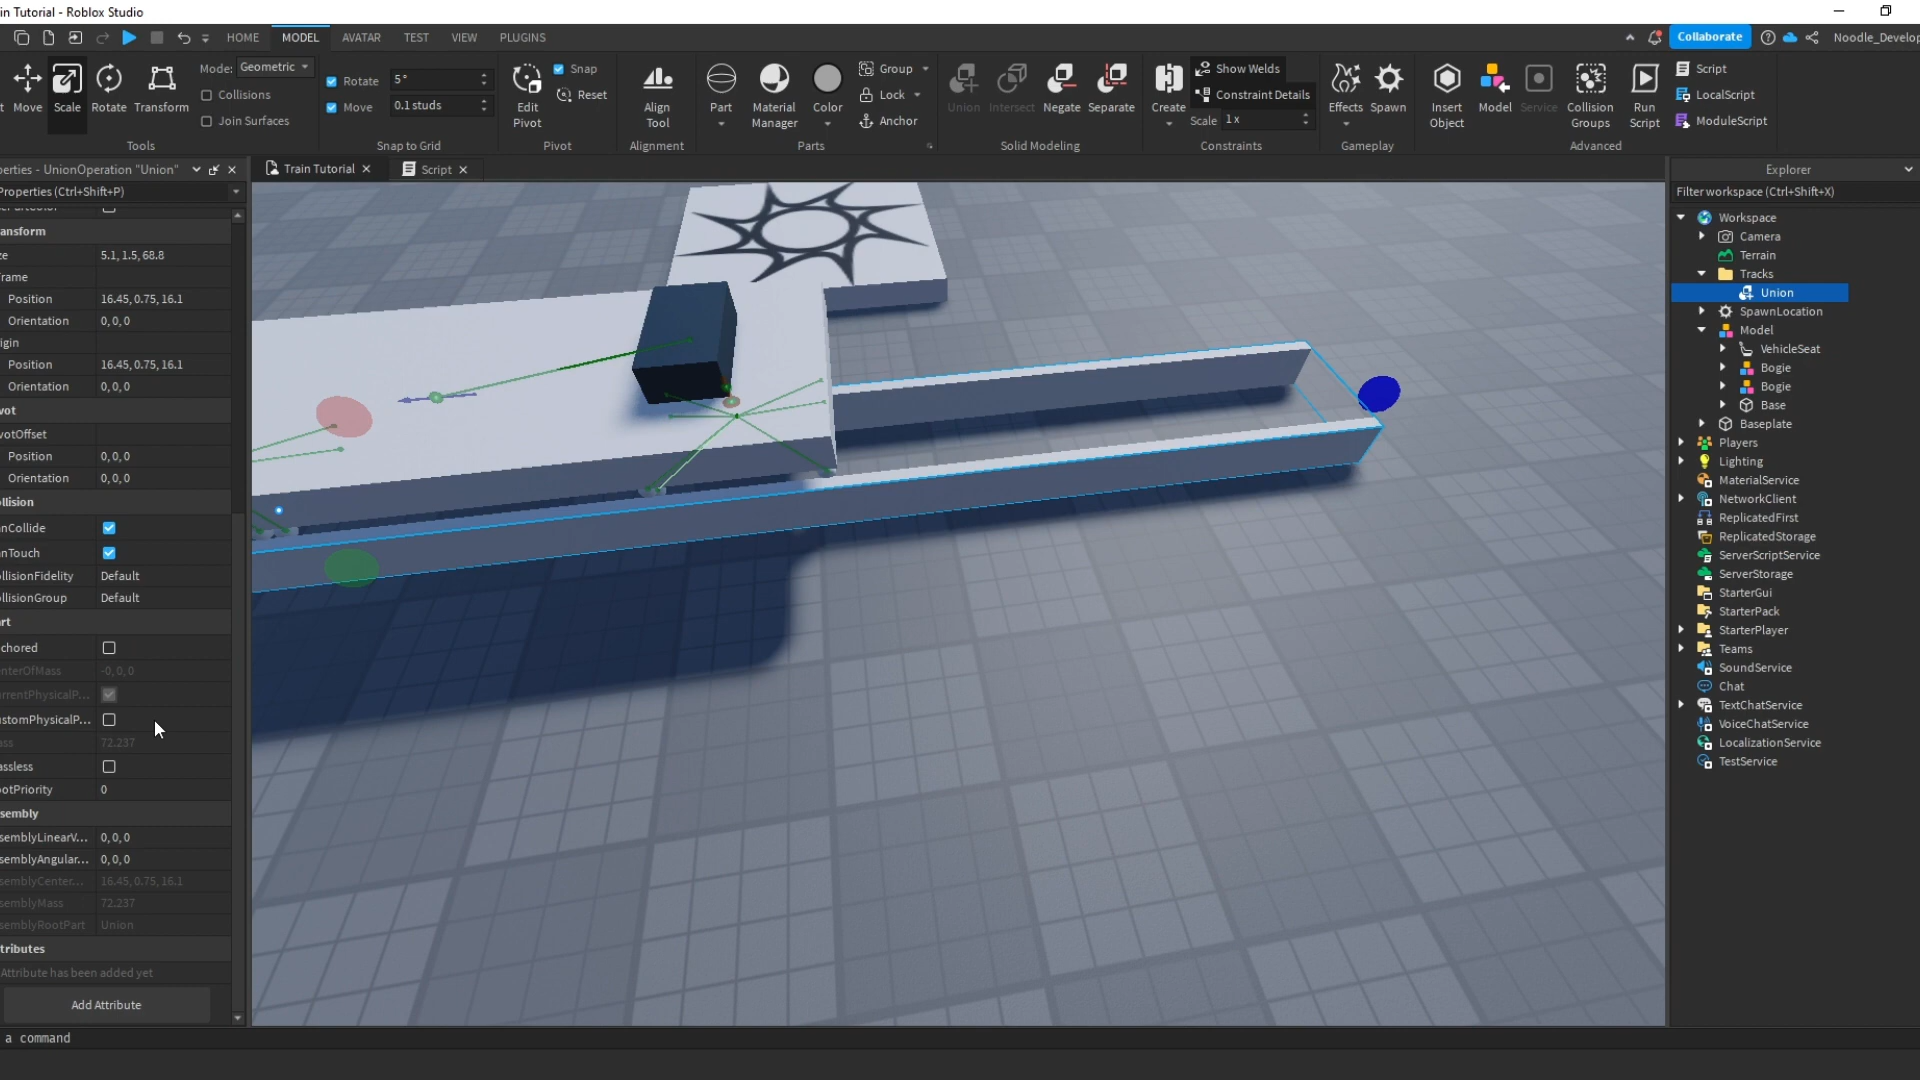 in Tutorial - Roblox Studio
HOME MODEL AVATAR TEST VIEW PLUGINS
Collaborate
Noodle_Develop
Move Scale Rotate Transform
Mode: Geometric
Collisions
Join Surfaces
Tools
Rotate 5°
Move 0.1 studs
Snap to Grid
Edit Pivot
Snap
Reset
Pivot
Align Tool
Alignment
Part
Material Manager
Color
Group
Lock
Anchor
Parts
Union Intersect Negate Separate
Solid Modeling
Create
Show Welds
Constraint Details
Scale 1 x
Constraints
Effects Spawn
Gameplay
Insert Object
Model
Service
Collision Groups
Run Script
Script
LocalScript
ModuleScript
Advanced
erties - UnionOperation "Union"
Properties (Ctrl+Shift+P)
ansform
ze 5.1, 1.5, 68.8
rame
Position 16.45, 0.75, 16.1
Orientation 0, 0, 0
igin
Position 16.45, 0.75, 16.1
Orientation 0, 0, 0
vot
votOffset
Position 0, 0, 0
Orientation 0, 0, 0
llision
nCollide
nTouch
llisionFidelity Default
llisionGroup Default
rt
chored
nterOfMass -0, 0, 0
rrentPhysicalP...
stomPhysicalP...
ass 72.237
assless
otPriority 0
sembly
semblyLinearV... 0, 0, 0
semblyAngular... 0, 0, 0
semblyCenter... 16.45, 0.75, 16.1
semblyMass 72.237
semblyRootPart Union
tributes
Attribute has been added yet
Add Attribute
a command
Train Tutorial
Script
Explorer
Filter workspace (Ctrl+Shift+X)
Workspace
Camera
Terrain
Tracks
Union
SpawnLocation
Model
VehicleSeat
Bogie
Bogie
Base
Baseplate
Players
Lighting
MaterialService
NetworkClient
ReplicatedFirst
ReplicatedStorage
ServerScriptService
ServerStorage
StarterGui
StarterPack
StarterPlayer
Teams
SoundService
Chat
TextChatService
VoiceChatService
LocalizationService
TestService